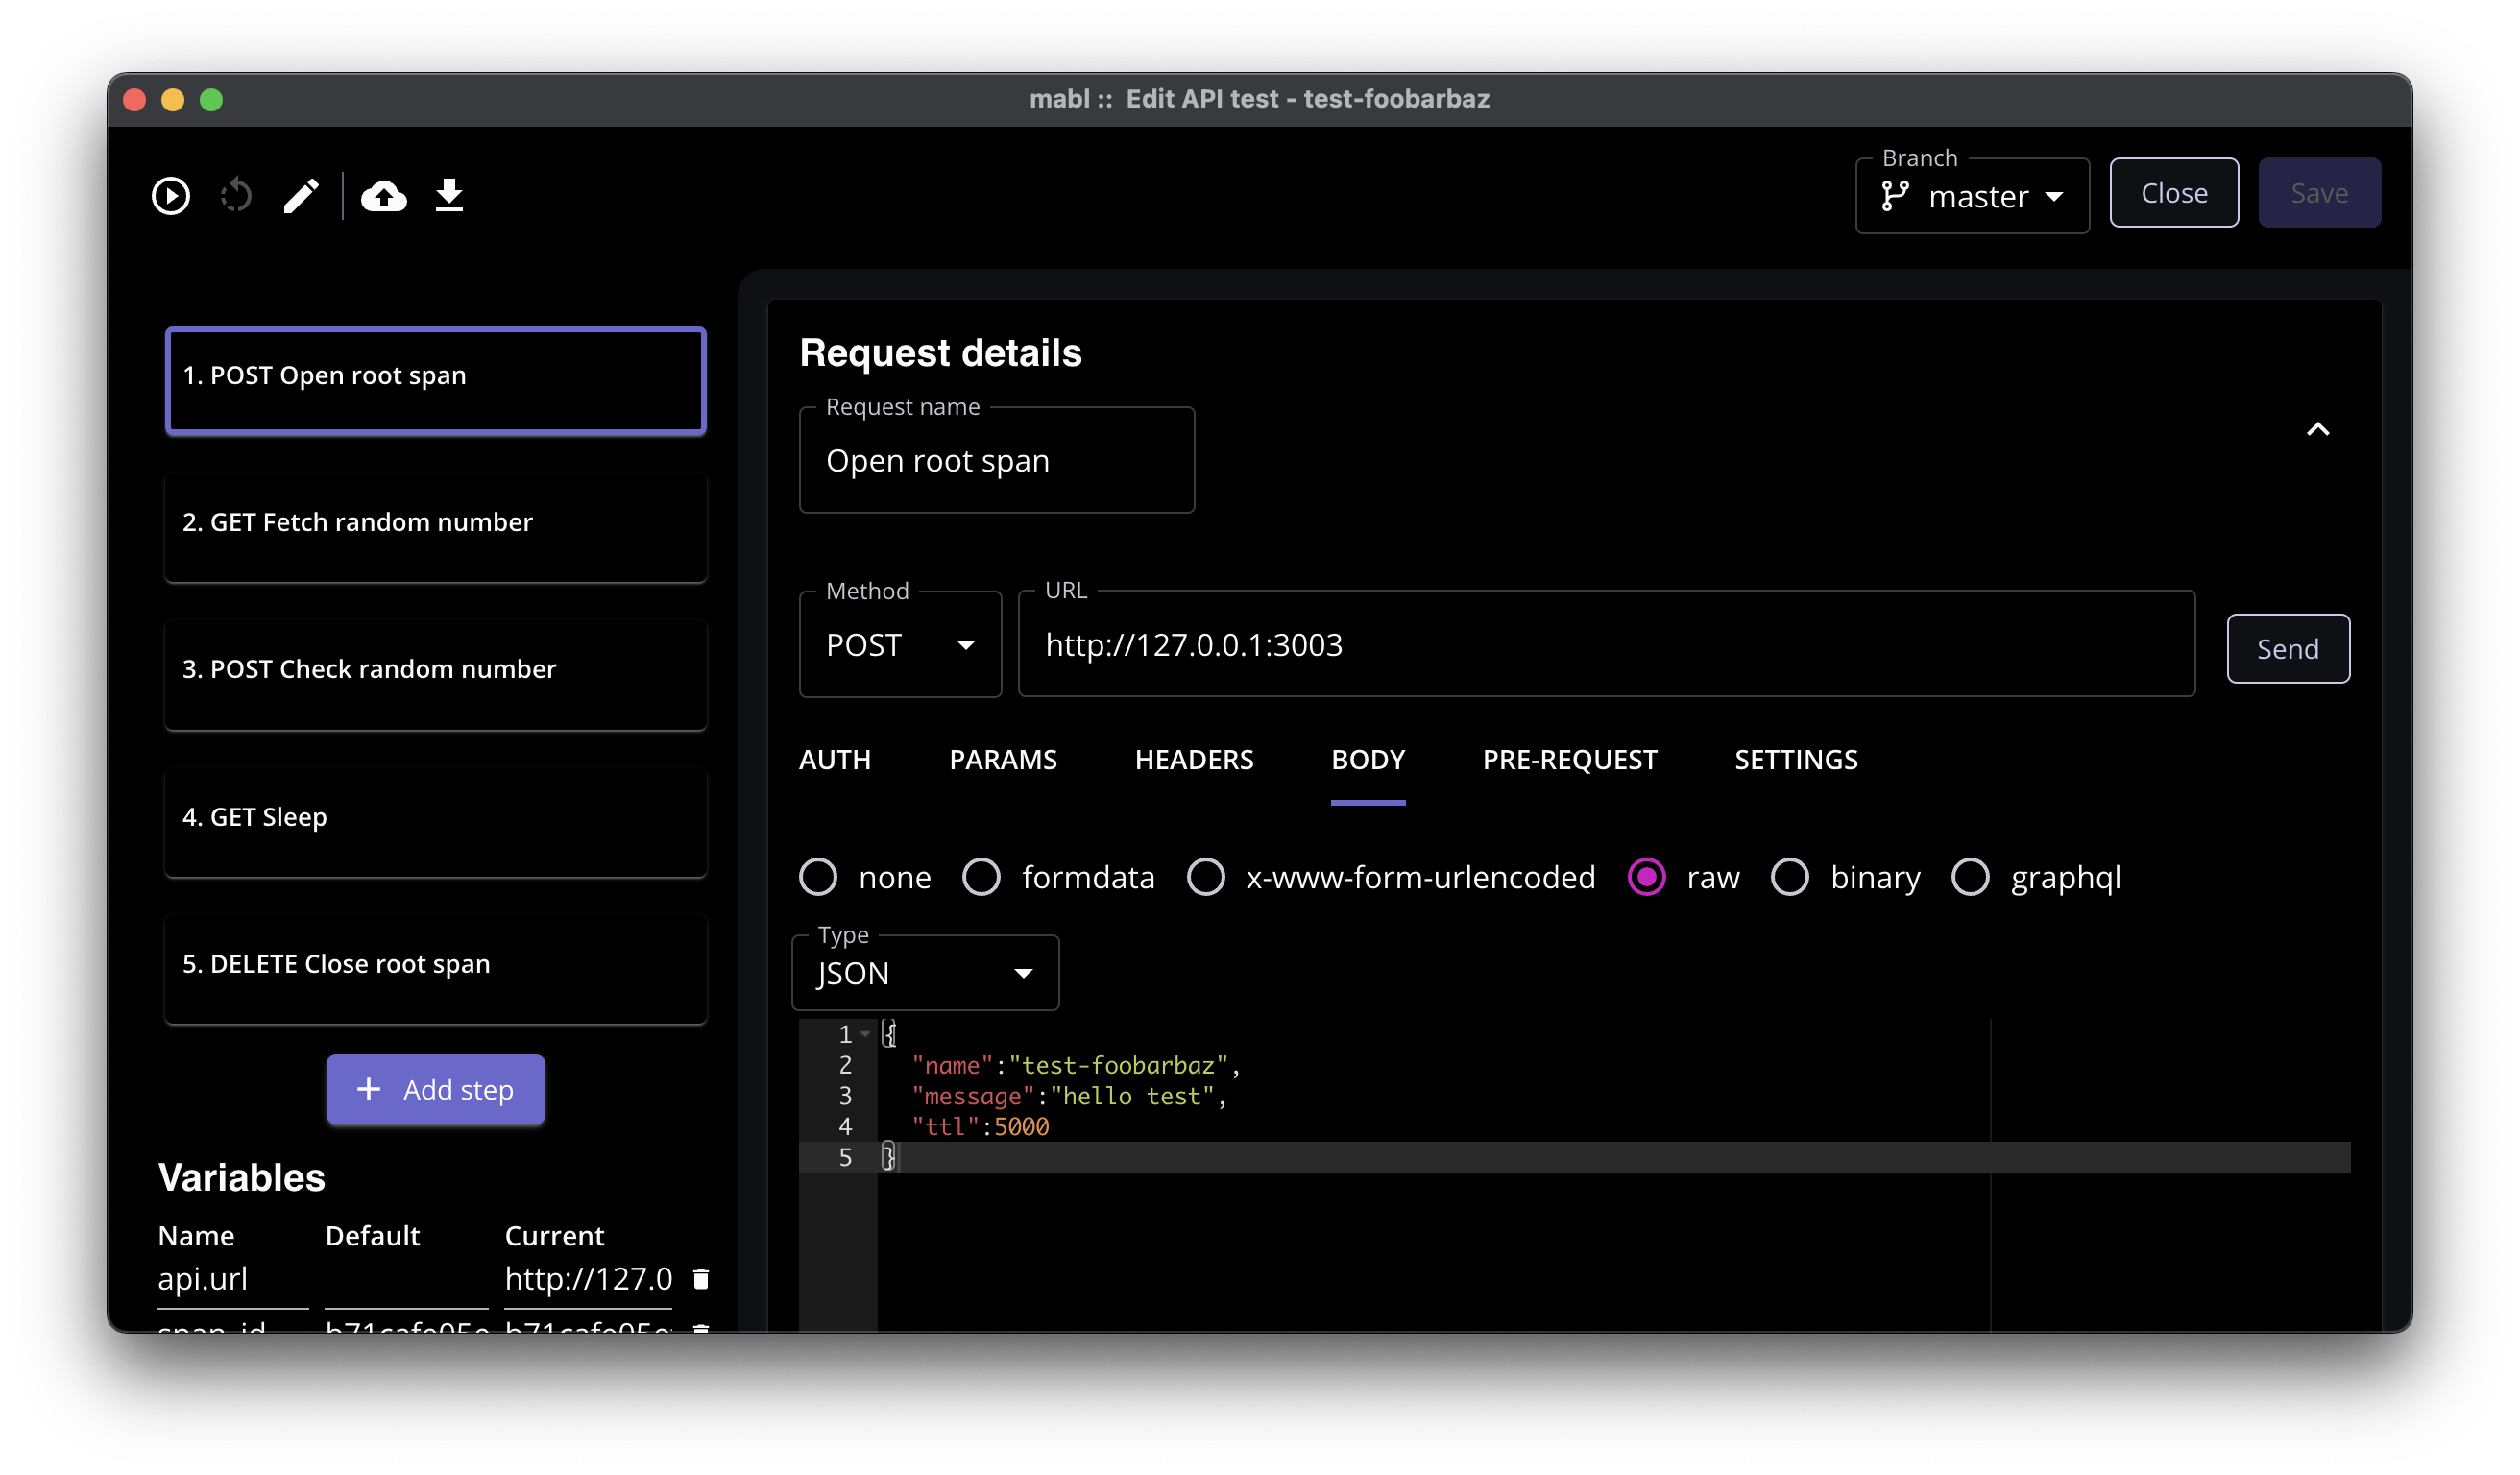 mabl :: Edit API test - test-foobarbaz
Branch
master
Close
Save
1. POST Open root span
2. GET Fetch random number
3. POST Check random number
4. GET Sleep
5. DELETE Close root span
+ Add step
Variables
Name Default Current
api.url http://127.0
span_id b71cafe05e b71cafe05e
Request details
Request name
Open root span
Method
POST
URL
http://127.0.0.1:3003
Send
AUTH PARAMS HEADERS BODY PRE-REQUEST SETTINGS
none formdata x-www-form-urlencoded raw binary graphql
Type
JSON
1 {
2 "name":"test-foobarbaz",
3 "message":"hello test",
4 "ttl":5000
5 }